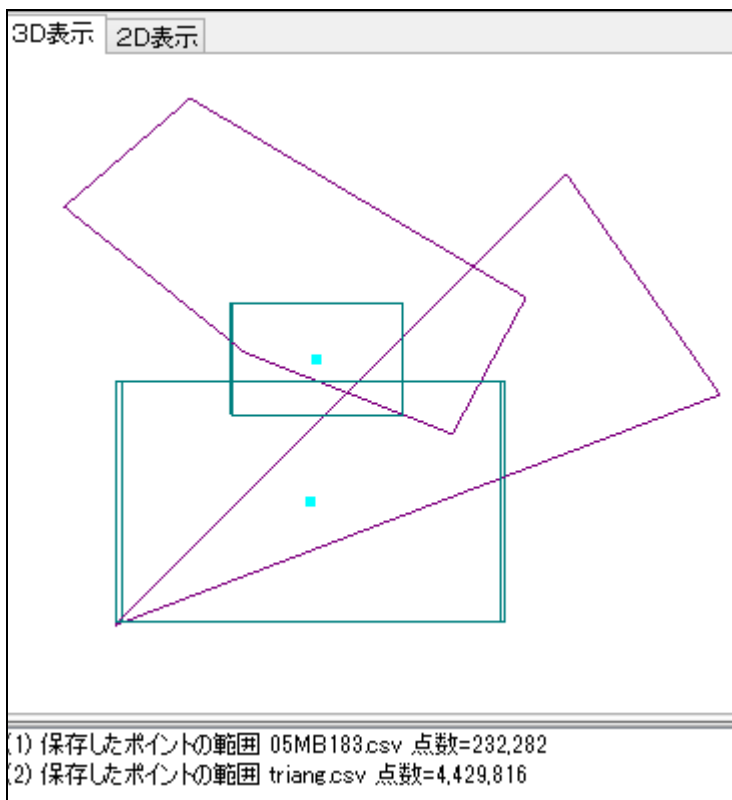 3D表示 2D表示
(1) 保存したポイントの範囲 05MB183.csv 点数=232,282
(2) 保存したポイントの範囲 triang.csv 点数=4,429,816